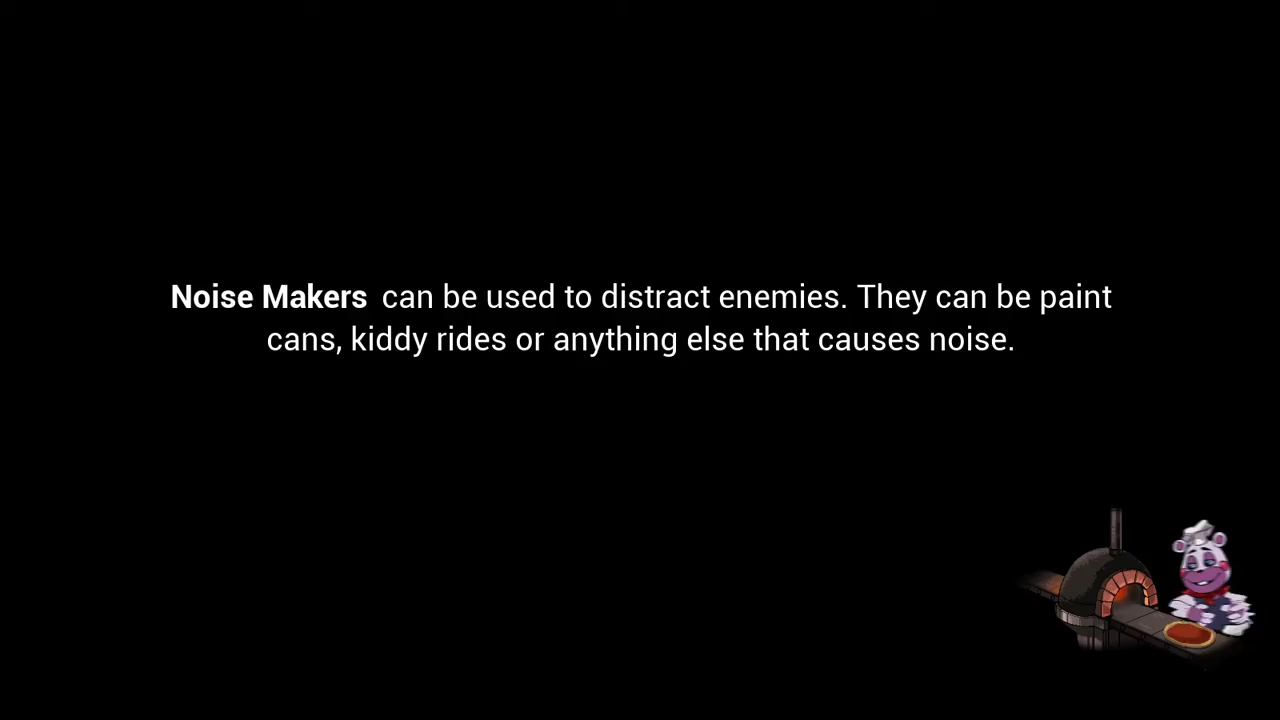 Noise Makers can be used to distract enemies. They can be paint
cans, kiddy rides or anything else that causes noise.